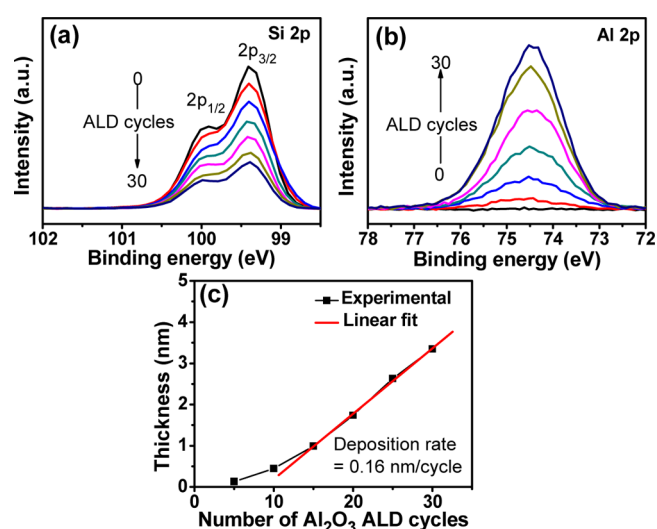 (a)
Si 2p
0
2p3/2
2p1/2
ALD cycles
30
Intensity (a.u.)
102 101 100 99
Binding energy (eV)
(b)
Al 2p
30
ALD cycles
0
Intensity (a.u.)
78 77 76 75 74 73 72
Binding energy (eV)
(c)
Experimental
Linear fit
Thickness (nm)
5
4
3
2
1
0
Deposition rate
= 0.16 nm/cycle
0 10 20 30
Number of Al2O3 ALD cycles